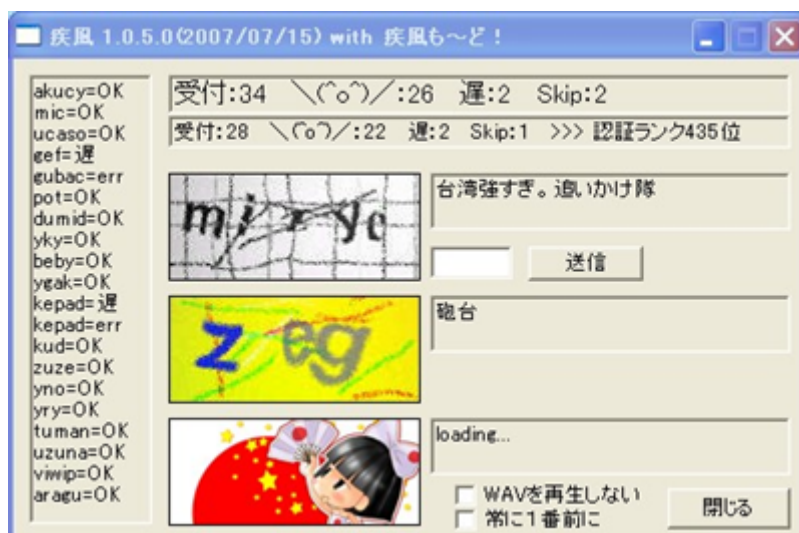 疾風 1.0.5.0(2007/07/15) with 疾風も～ど！
akucy=OK
mic=OK
ucaso=OK
gef=遅
gubac=err
pot=OK
dumid=OK
yky=OK
beby=OK
ygak=OK
kepad=遅
kepad=err
kud=OK
zuze=OK
yno=OK
yry=OK
tuman=OK
uzuna=OK
viwip=OK
aragu=OK
受付:34 ＼(^o^)／:26 遅:2 Skip:2
受付:28 ＼(^o^)／:22 遅:2 Skip:1 >>> 認証ランク435位
台湾強すぎ。追いかけ隊
送信
z eg
砲台
loading...
WAVを再生しない
常に1番前に
閉じる